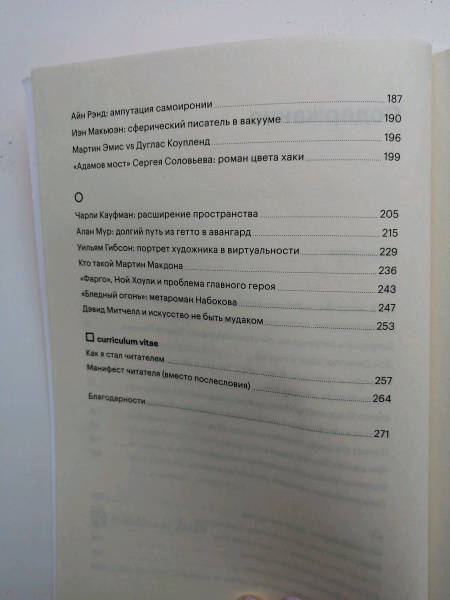 Айн Рэнд: ампутация самоиронии 187
Иэн Макьюэн: сферический писатель в вакууме 190
Мартин Эмис vs Дуглас Коупленд 196
«Адамов мост» Сергея Соловьева: роман цвета хаки 199
Чарли Кауфман: расширение пространства 205
Алан Мур: долгий путь из гетто в авангард 215
Уильям Гибсон: портрет художника в виртуальности 229
Кто такой Мартин Макдона 236
«Фарго», Ной Хоули и проблема главного героя 243
«Бледный огонь»: метароман Набокова 247
Дэвид Митчелл и искусство не быть мудаком 253
curriculum vitae
Как я стал читателем 257
Манифест читателя (вместо послесловия) 264
Благодарности 271